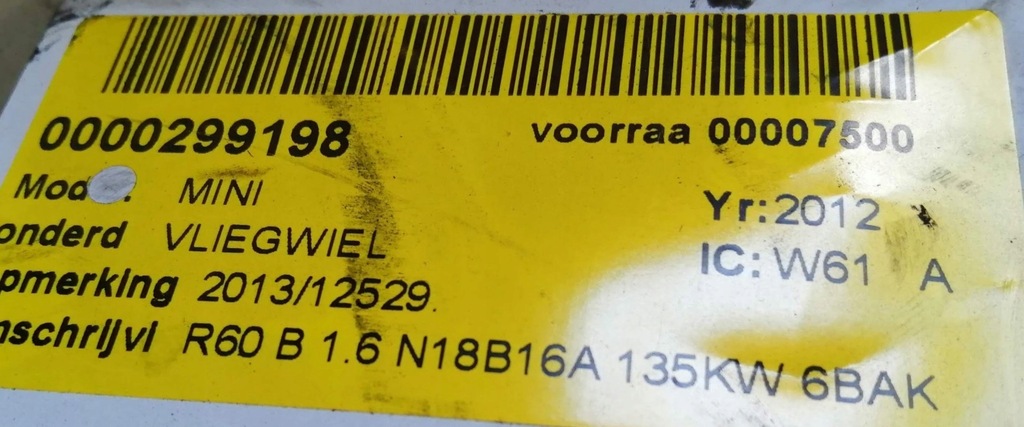 0000299198 voorraa 00007500
Mod . MINI Yr:2012
onderd VLIEGWIEL IC: W61 A
pmerking 2013/12529.
nschrijvl R60 B 1.6 N18B16A 135KW 6BAK